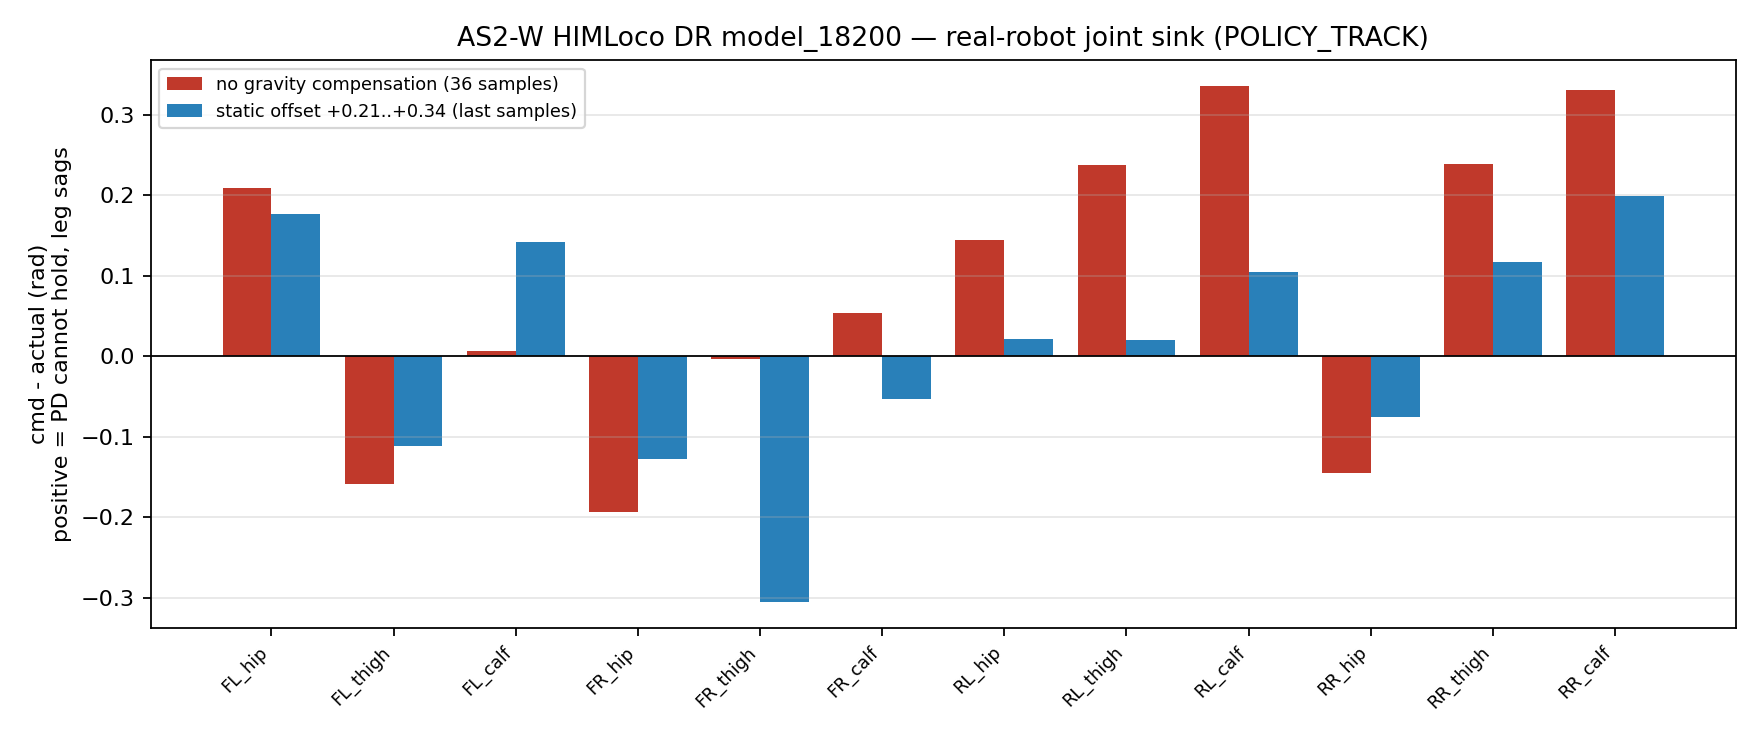 AS2-W HIMLoco DR model_18200 — real-robot joint sink (POLICY_TRACK)
no gravity compensation (36 samples)
static offset +0.21..+0.34 (last samples)
cmd - actual (rad)
positive = PD cannot hold, leg sags
0.3
0.2
0.1
0.0
−0.1
−0.2
−0.3
FL_hip
FL_thigh
FL_calf
FR_hip
FR_thigh
FR_calf
RL_hip
RL_thigh
RL_calf
RR_hip
RR_thigh
RR_calf